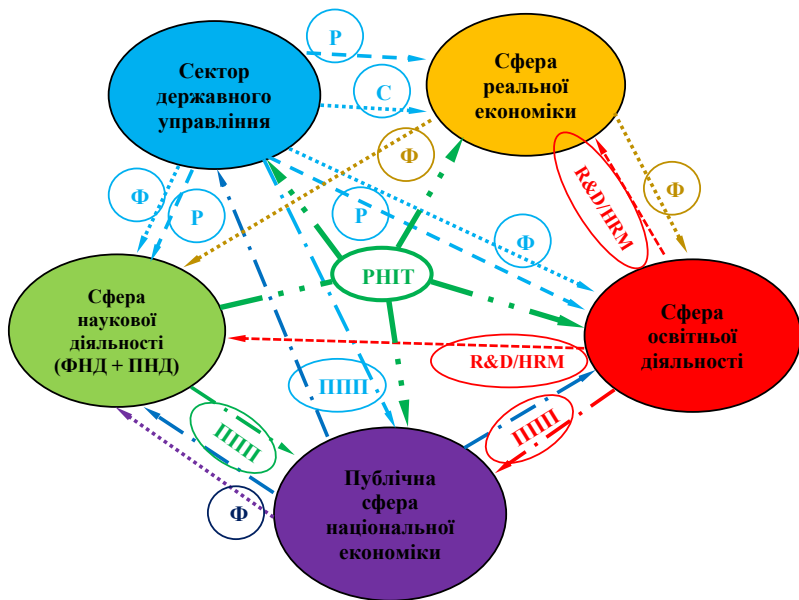 Р
Сектор
державного
управління
С
Сфера
реальної
економіки
Ф
Ф
Р
R&D/HRM
Ф
Р
Ф
РНІТ
Сфера
наукової
діяльності
(ФНД + ПНД)
Сфера
освітньої
діяльності
R&D/HRM
ППП
ППП
ППП
Ф
Публічна
сфера
національної
економіки